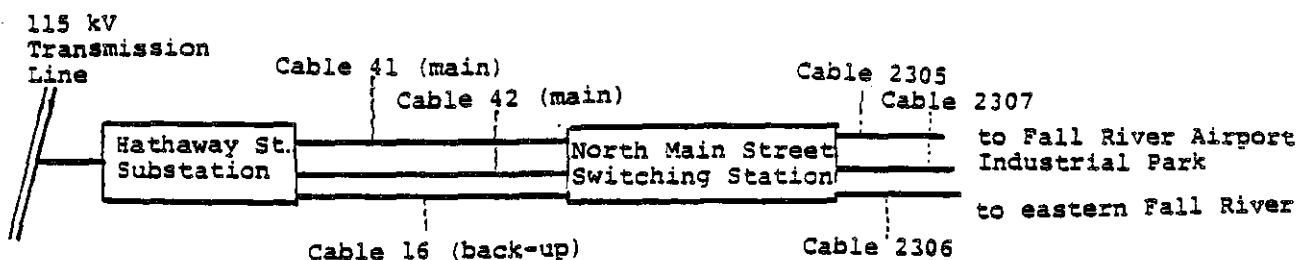 115 kV
Transmission
Line
Cable 41 (main)
Cable 42 (main)
Cable 2305
Cable 2307
Hathaway St.
Substation
North Main Street
Switching Station
to Fall River Airport
Industrial Park
to eastern Fall River
Cable 16 (back-up)
Cable 2306